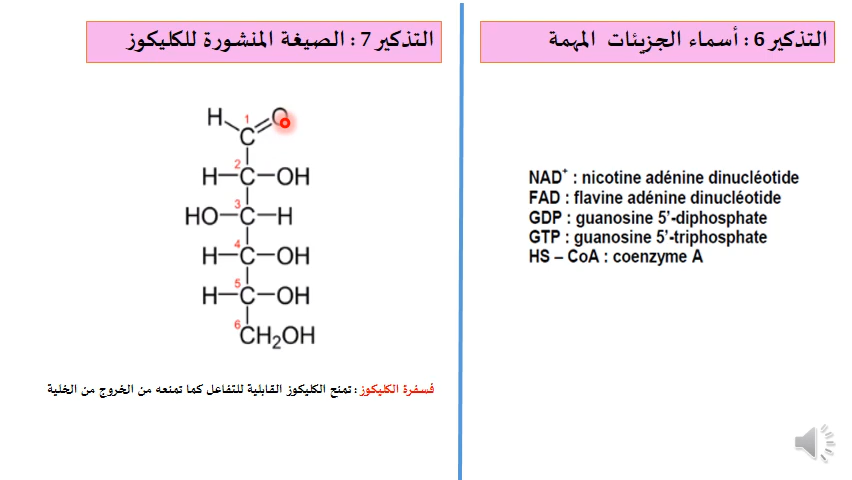 التذكير 6 : أسماء الجزيئات المهمة
NAD⁺ : nicotine adénine dinucléotide
FAD : flavine adénine dinucléotide
GDP : guanosine 5’-diphosphate
GTP : guanosine 5’-triphosphate
HS – CoA : coenzyme A
التذكير 7 : الصيغة المنشورة للكليكوز
H O
1
C
2
H–C–OH
3
HO–C–H
4
H–C–OH
5
H–C–OH
6
CH₂OH
فسفرة الكليكوز : تمنح الكليكوز القابلية للتفاعل كما تمنعه من الخروج من الخلية